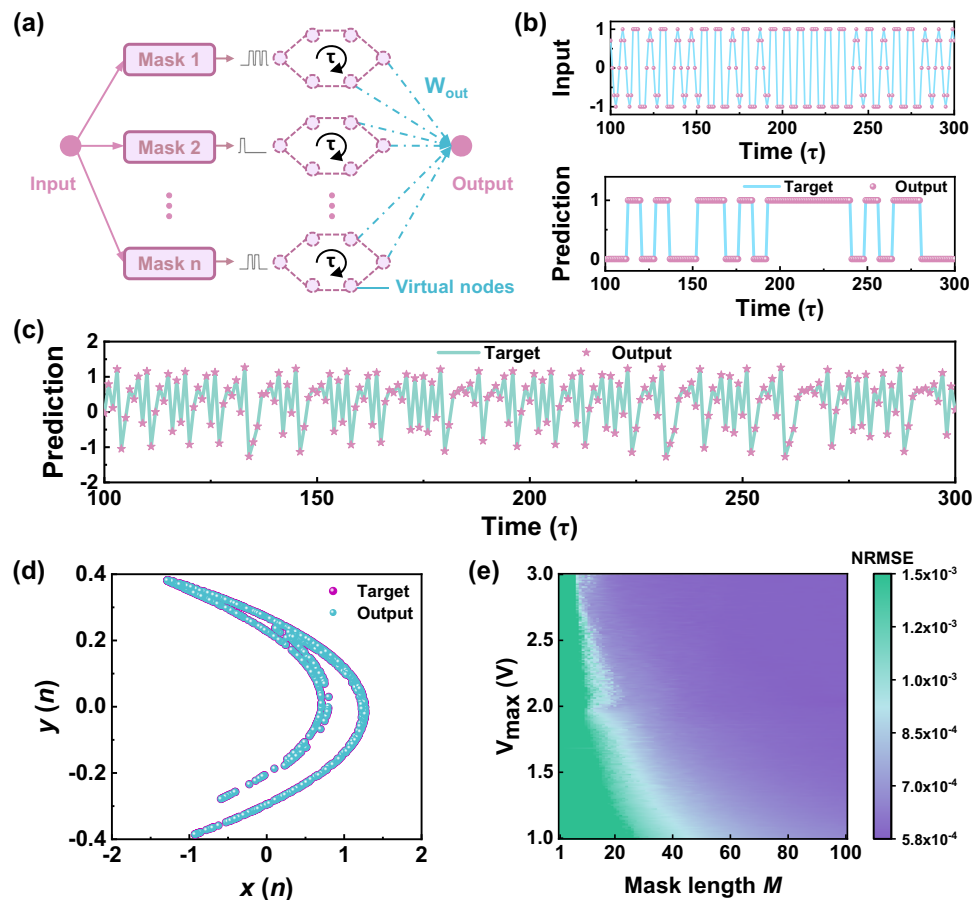 (a)
Mask 1
τ
Wout
Mask 2
τ
Input
Output
Mask n
τ
Virtual nodes
(b)
Input
1
0
-1
100 150 200 250 300
Time (τ)
Prediction
Target Output
1
0
100 150 200 250 300
Time (τ)
(c)
Prediction
Target Output
2
1
0
-1
-2
100 150 200 250 300
Time (τ)
(d)
y (n)
Target
Output
0.4
0.2
0.0
-0.2
-0.4
-2 -1 0 1 2
x (n)
(e)
NRMSE
Vmax (V)
3.0
2.5
2.0
1.5
1.0
1 20 40 60 80 100
Mask length M
1.5x10-3
1.2x10-3
1.0x10-3
8.5x10-4
7.0x10-4
5.8x10-4